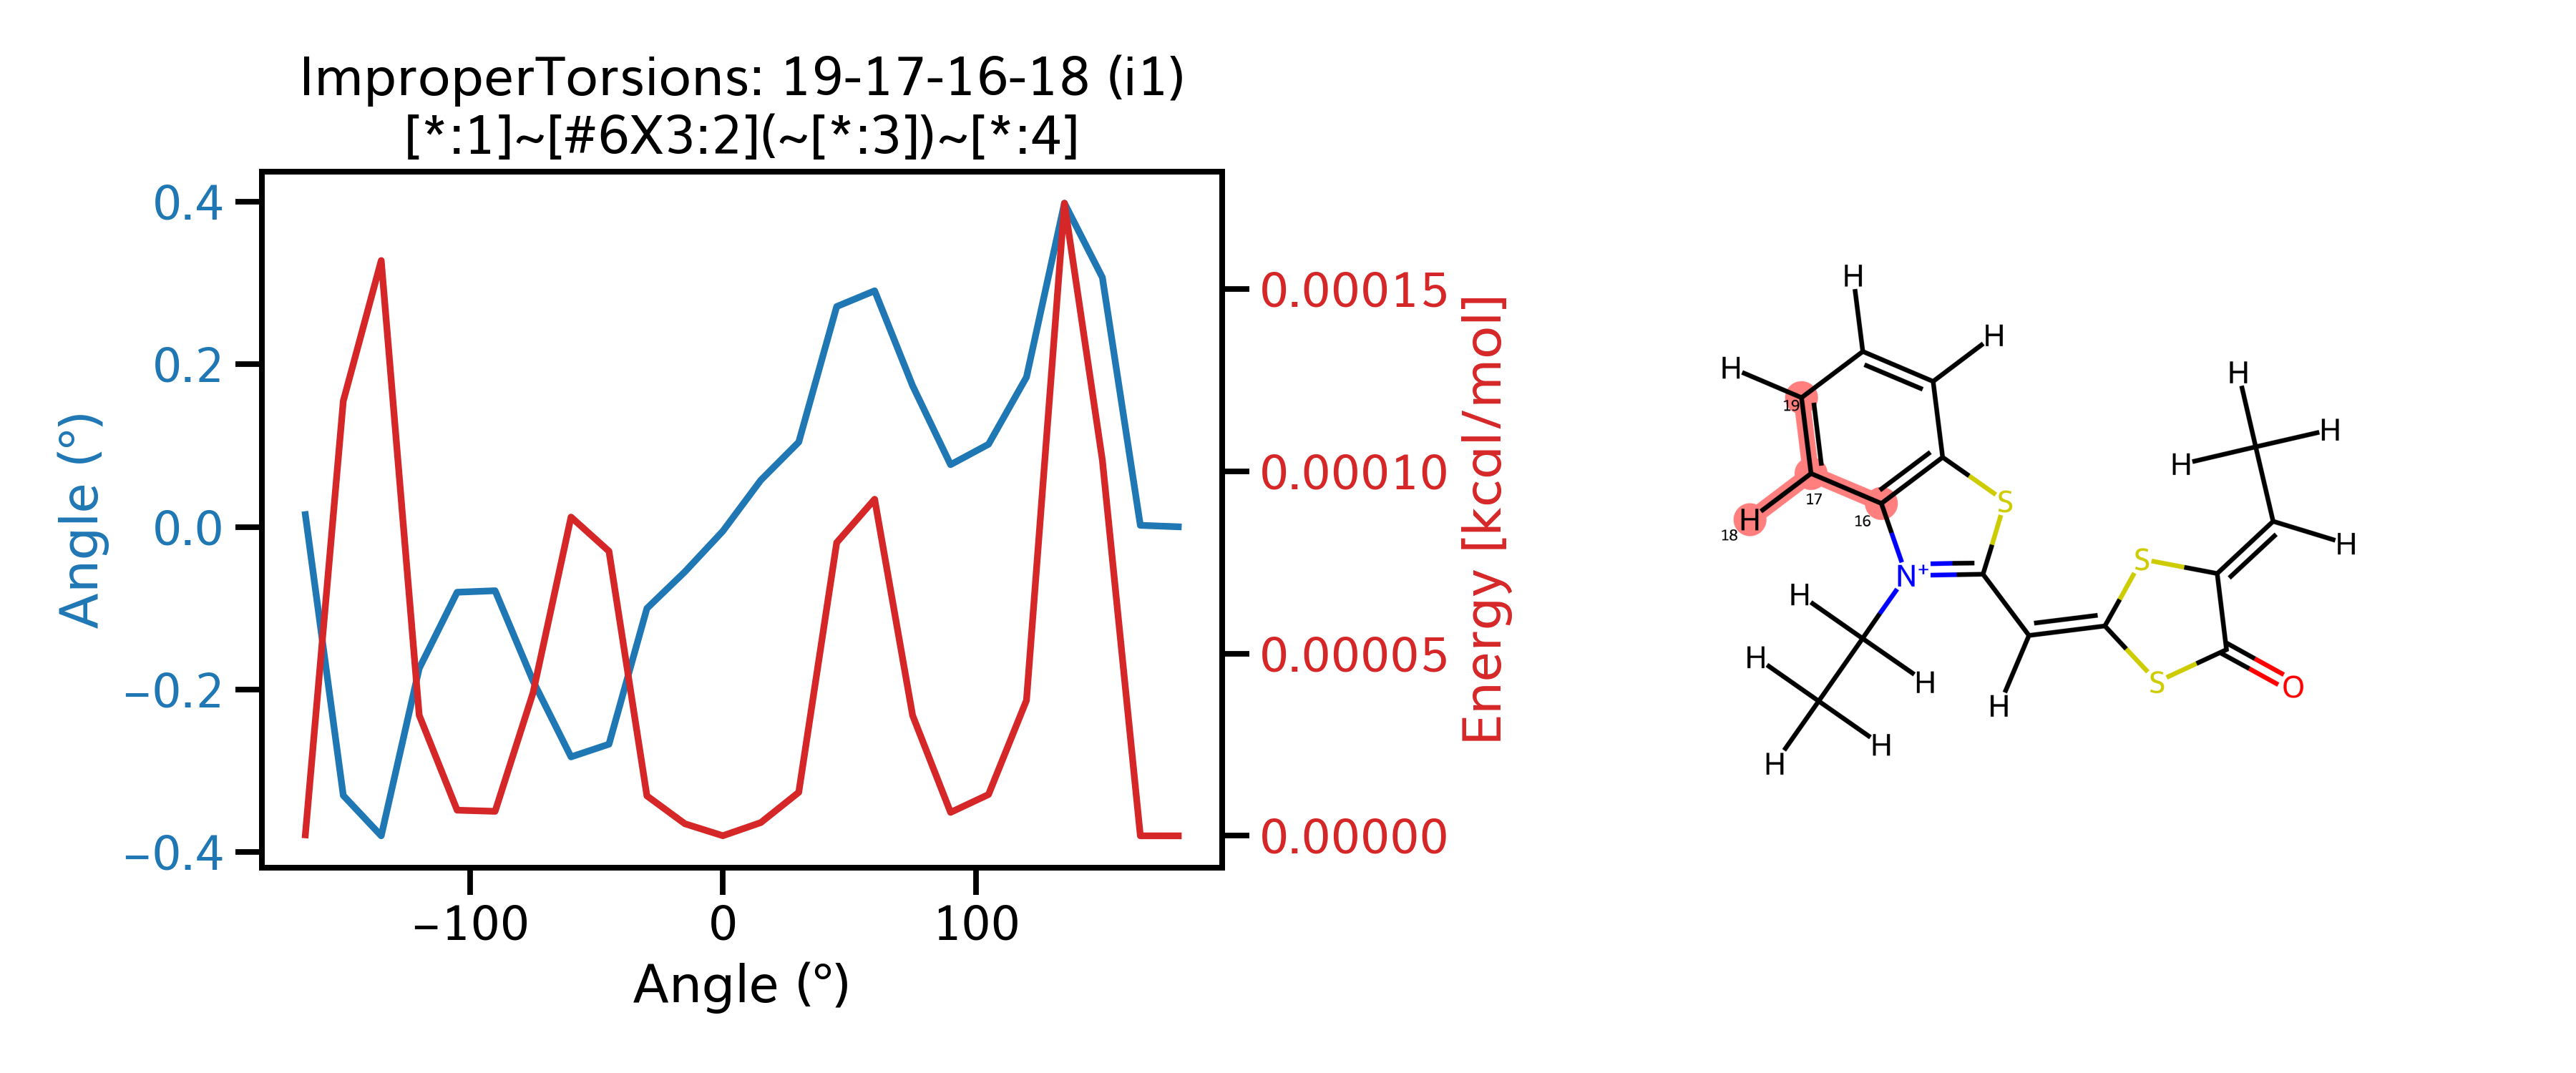 ImproperTorsions: 19-17-16-18 (i1)
[*:1]~[#6X3:2](~[*:3])~[*:4]
Angle (°)
0.4
0.2
0.0
−0.2
−0.4
−100
0
100
Angle (°)
0.00015
0.00010
0.00005
0.00000
Energy [kcal/mol]
H
H
H
H
19
H
H
H
17
18
16
S
H
S
N⁺
H
H
H
S
O
H
H
H